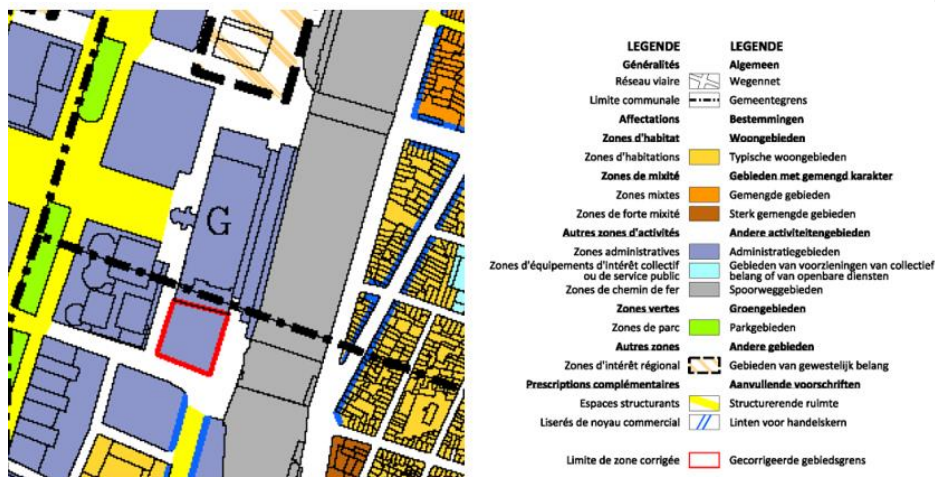 G
LEGENDE LEGENDE
Généralités Algemeen
Réseau viaire Wegennet
Limite communale Gemeentegrens
Affectations Bestemmingen
Zones d'habitat Woongebieden
Zones d'habitations Typische woongebieden
Zones de mixité Gebieden met gemengd karakter
Zones mixtes Gemengde gebieden
Zones de forte mixité Sterk gemengde gebieden
Autres zones d'activités Andere activiteitengebieden
Zones administratives Administratiegebieden
Zones d'équipements d'intérêt collectif Gebieden van voorzieningen van collectief
ou de service public belang of van openbare diensten
Zones de chemin de fer Spoorweggebieden
Zones vertes Groengebieden
Zones de parc Parkgebieden
Autres zones Andere gebieden
Zones d'intérêt régional Gebieden van gewestelijk belang
Prescriptions complémentaires Aanvullende voorschriften
Espaces structurants Structurerende ruimte
Liserés de noyau commercial Linten voor handelskern
Limite de zone corrigée Gecorrigeerde gebiedsgrens